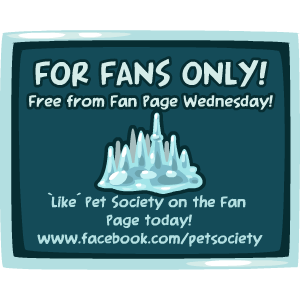 FOR FANS ONLY!
Free from Fan Page Wednesday!
`Like´ Pet Society on the Fan
Page today!
www.facebook.com/petsociety